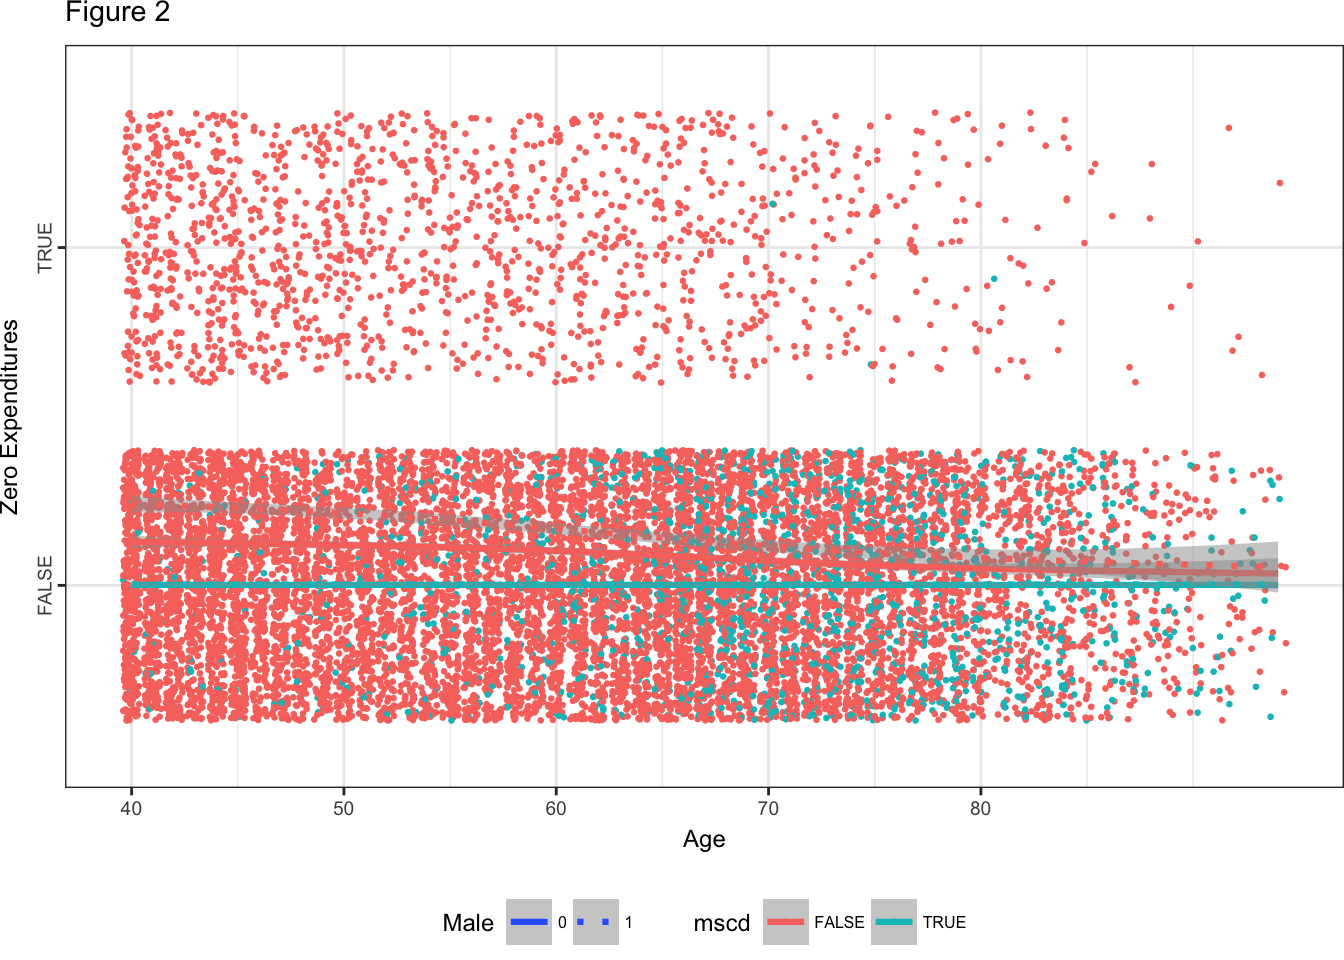 Figure 2
Zero Expenditures
TRUE
FALSE
40 50 60 70 80
Age
Male 0 1 mscd FALSE TRUE